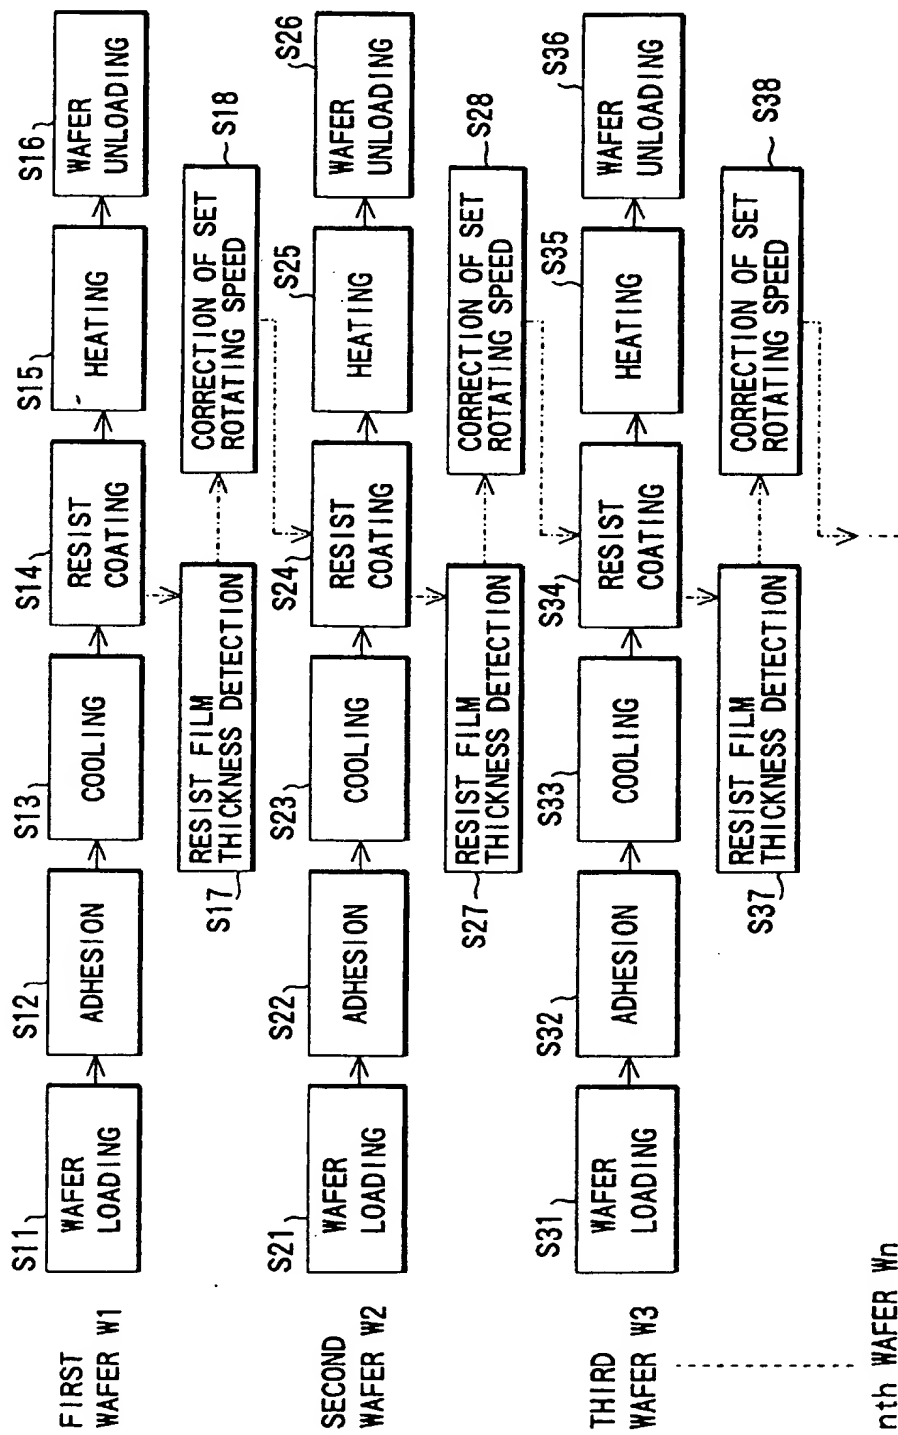 FIRST
WAFER W1
S11
WAFER
LOADING
S12
ADHESION
S13
COOLING
S14
RESIST
COATING
S15
HEATING
S16
WAFER
UNLOADING
S17
RESIST FILM
THICKNESS DETECTION
S18
CORRECTION OF SET
ROTATING SPEED
SECOND
WAFER W2
S21
WAFER
LOADING
S22
ADHESION
S23
COOLING
S24
RESIST
COATING
S25
HEATING
S26
WAFER
UNLOADING
S27
RESIST FILM
THICKNESS DETECTION
S28
CORRECTION OF SET
ROTATING SPEED
THIRD
WAFER W3
S31
WAFER
LOADING
S32
ADHESION
S33
COOLING
S34
RESIST
COATING
S35
HEATING
S36
WAFER
UNLOADING
S37
RESIST FILM
THICKNESS DETECTION
S38
CORRECTION OF SET
ROTATING SPEED
nth WAFER Wn